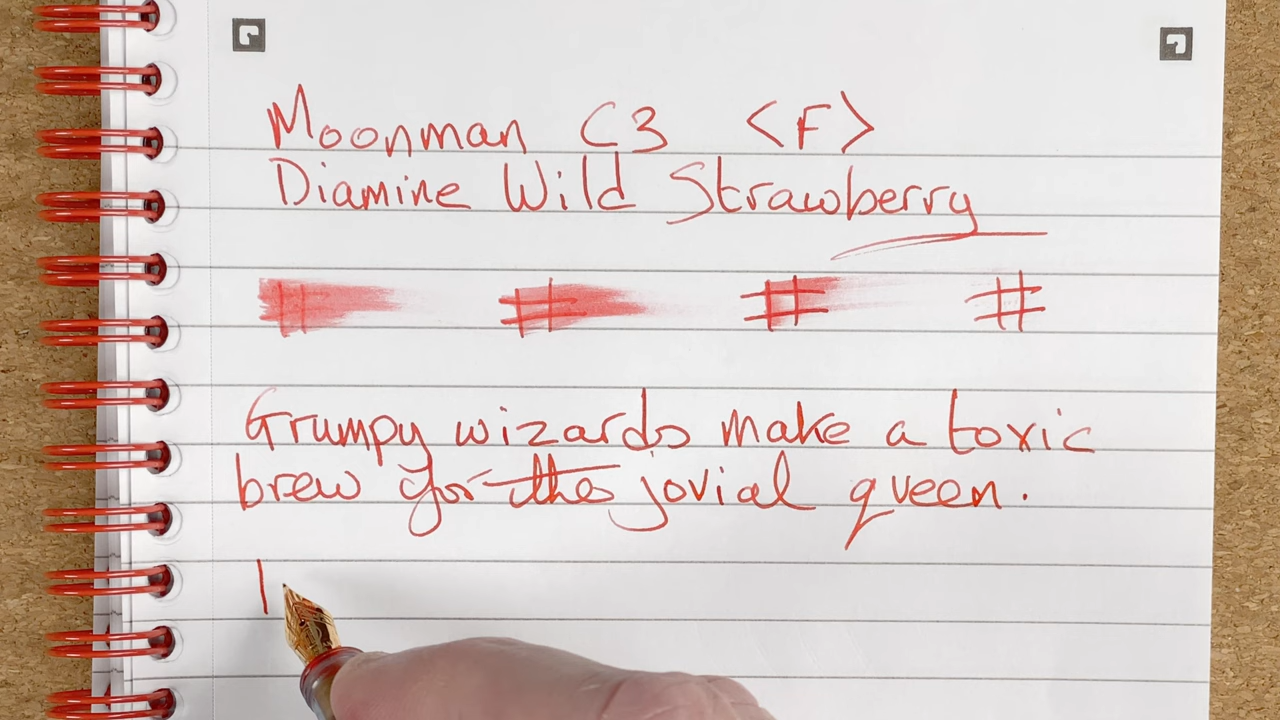 Moonman C3 <F>
Diamine Wild Strawberry
# # # #
Grumpy wizards make a toxic
brew for the jovial queen.